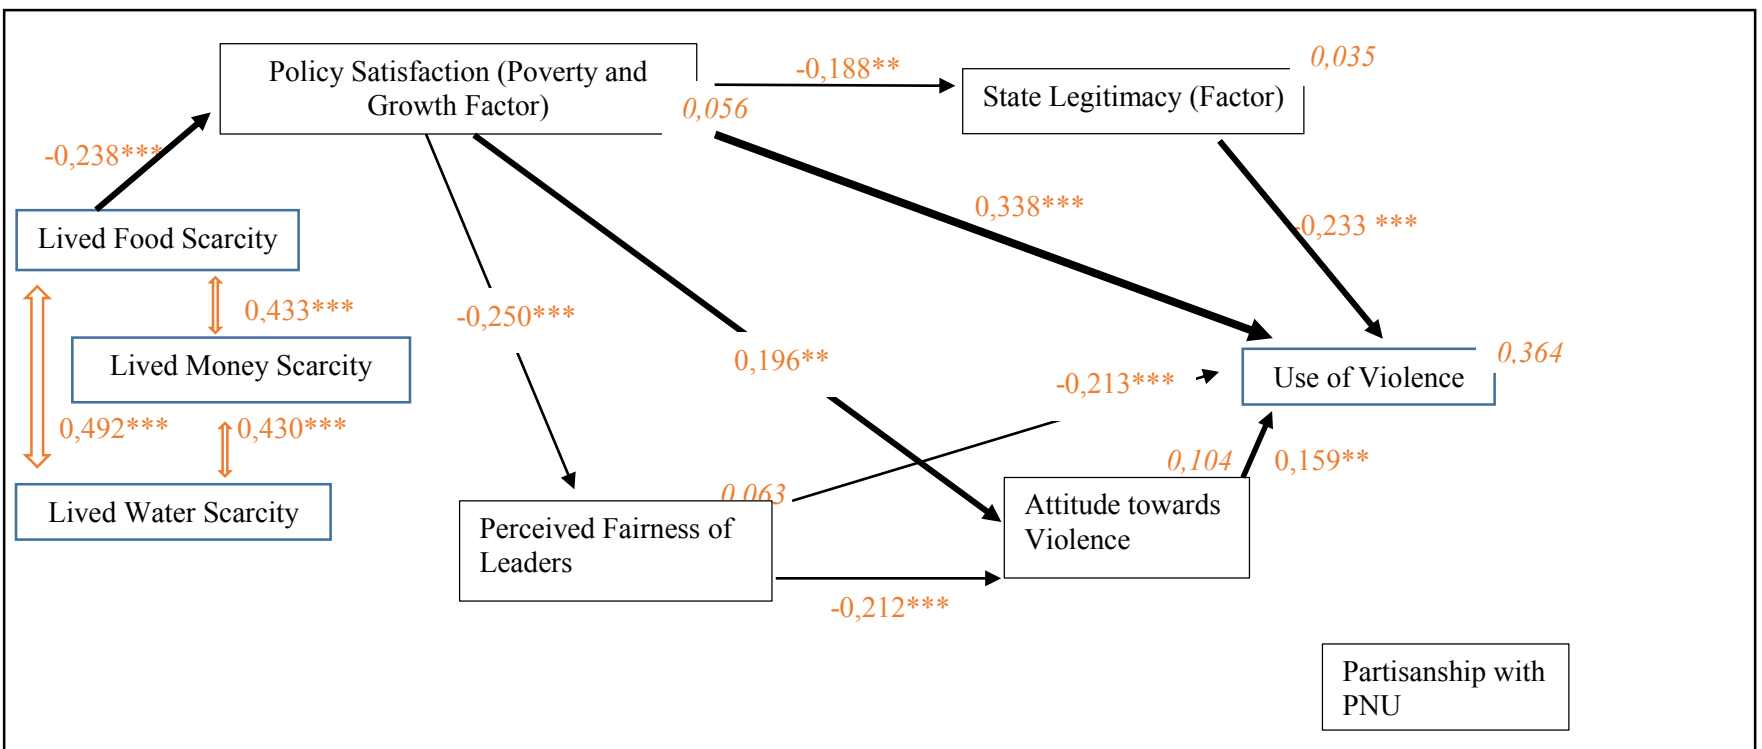 Policy Satisfaction (Poverty and
Growth Factor)
0,056
-0,188**
State Legitimacy (Factor)
0,035
-0,238***
Lived Food Scarcity
0,338***
-0,233 ***
0,433***
-0,250***
Lived Money Scarcity
0,196**
-0,213***
Use of Violence
0,364
0,492***
0,430***
Lived Water Scarcity
0,063
Perceived Fairness of
Leaders
0,104
0,159**
Attitude towards
Violence
-0,212***
Partisanship with
PNU